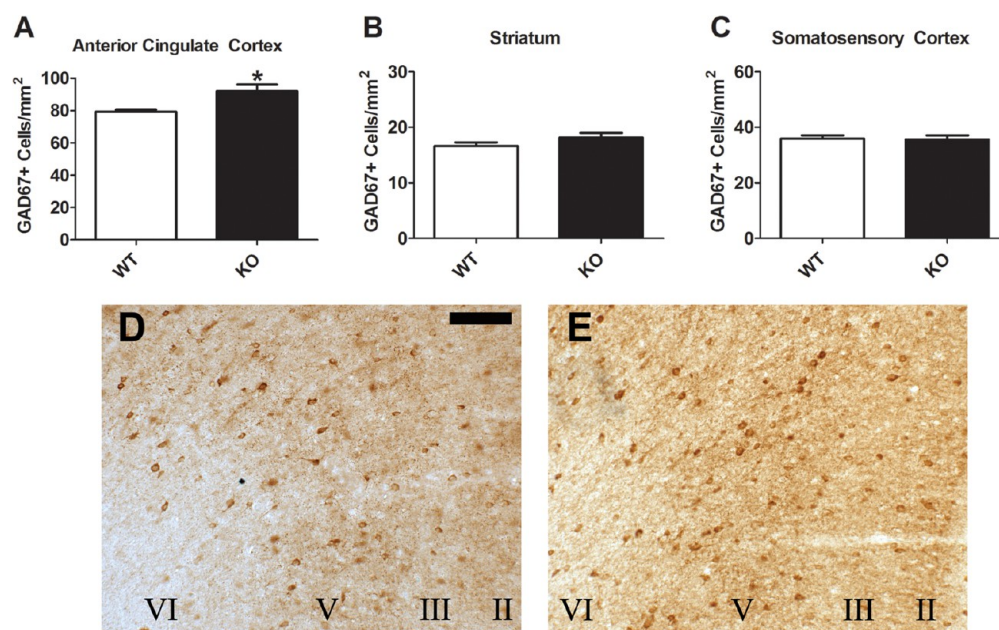 A
Anterior Cingulate Cortex
GAD67+ Cells/mm²
100
80
60
40
20
0
*
WT
KO
B
Striatum
GAD67+ Cells/mm²
30
20
10
0
WT
KO
C
Somatosensory Cortex
GAD67+ Cells/mm²
60
40
20
0
WT
KO
D
VI V III II
E
VI V III II